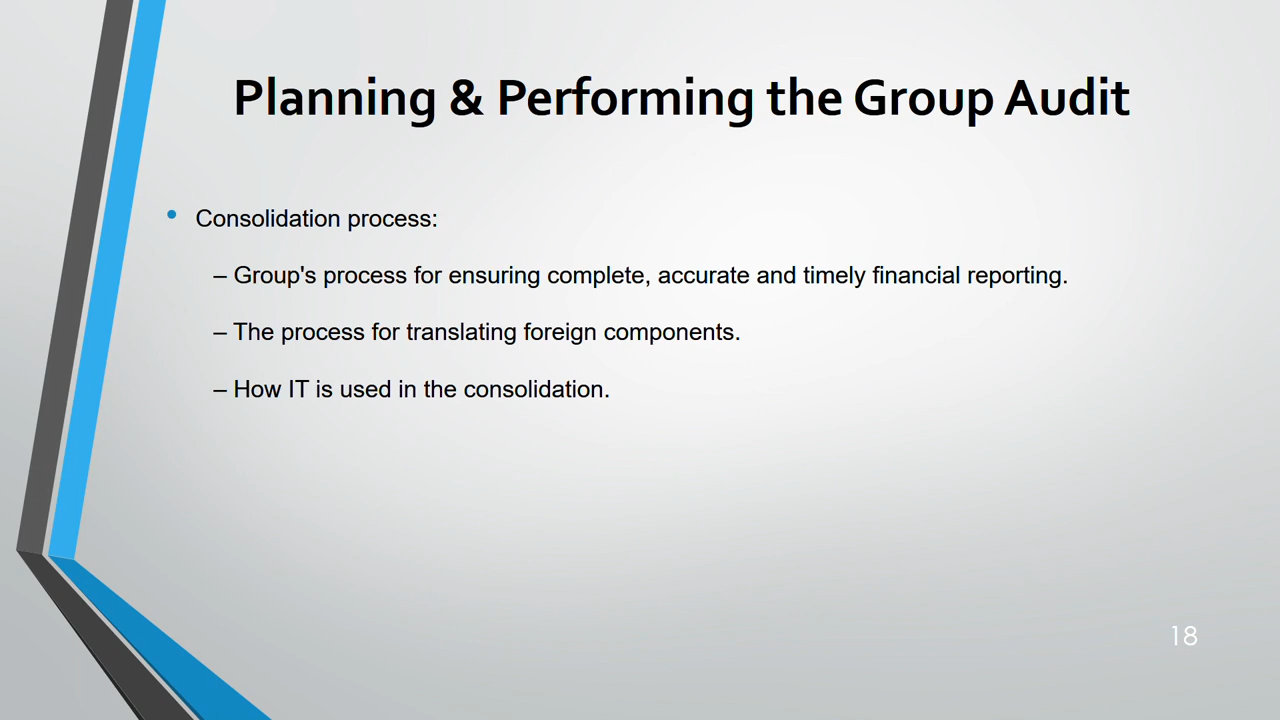 Planning & Performing the Group Audit
• Consolidation process:
– Group's process for ensuring complete, accurate and timely financial reporting.
– The process for translating foreign components.
– How IT is used in the consolidation.
18